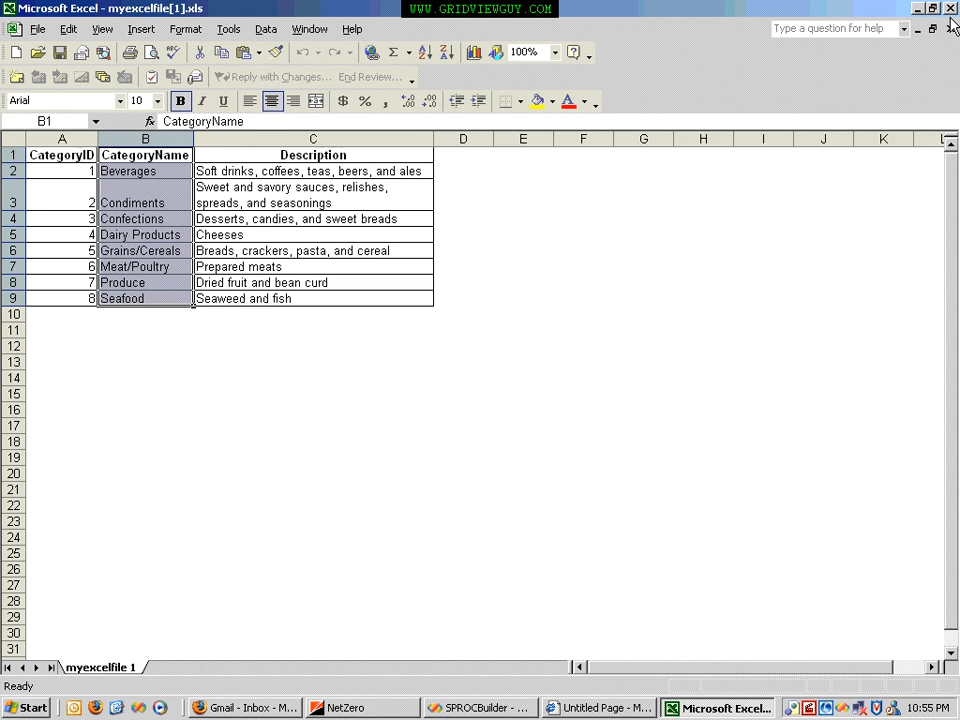 Microsoft Excel - myexcelfile[1].xls
WWW.GRIDVIEWGUY.COM
File Edit View Insert Format Tools Data Window Help
Type a question for help
100%
Reply with Changes... End Review...
Arial 10 B I U $ % ,
B1 fx CategoryName
A B C D E F G H I J K L
1 CategoryID CategoryName Description
2 1 Beverages Soft drinks, coffees, teas, beers, and ales
Sweet and savory sauces, relishes,
3 2 Condiments spreads, and seasonings
4 3 Confections Desserts, candies, and sweet breads
5 4 Dairy Products Cheeses
6 5 Grains/Cereals Breads, crackers, pasta, and cereal
7 6 Meat/Poultry Prepared meats
8 7 Produce Dried fruit and bean curd
9 8 Seafood Seaweed and fish
10
11
12
13
14
15
16
17
18
19
20
21
22
23
24
25
26
27
28
29
30
31
myexcelfile 1
Ready
Start Gmail - Inbox - M... NetZero SPROCBuilder - ... Untitled Page - M... Microsoft Excel... 10:55 PM